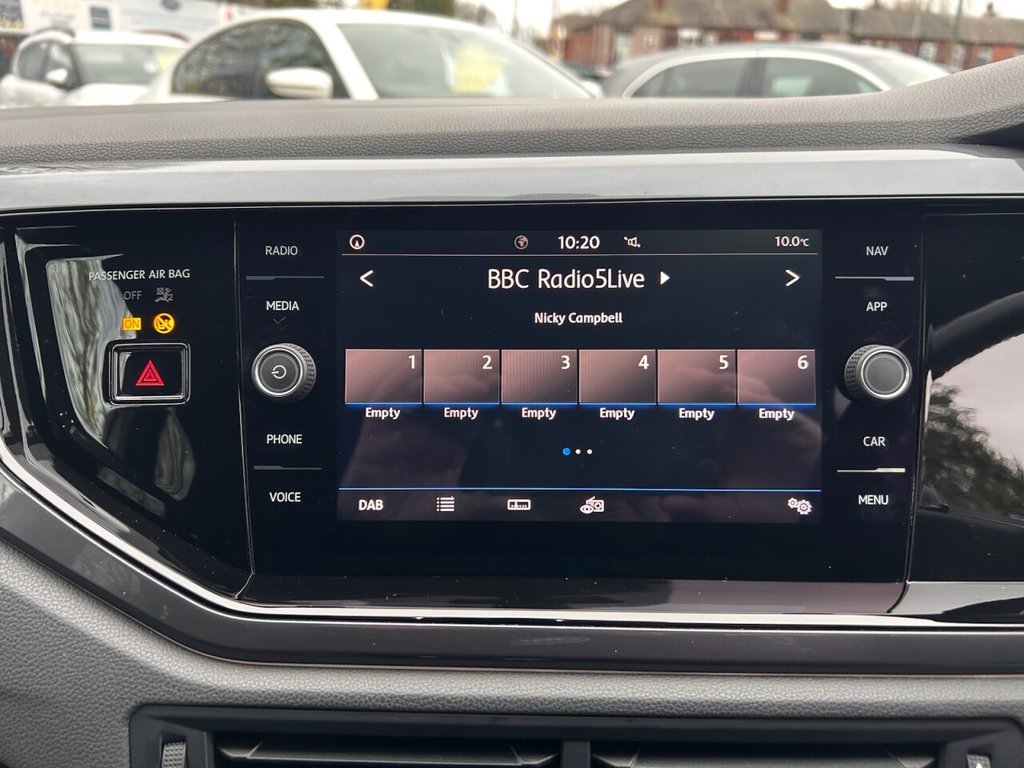 PASSENGER AIR BAG
OFF
ON
RADIO
MEDIA
PHONE
VOICE
10:20
10.0°C
< BBC Radio5Live >
Nicky Campbell
1 2 3 4 5 6
Empty Empty Empty Empty Empty Empty
DAB
NAV
APP
CAR
MENU